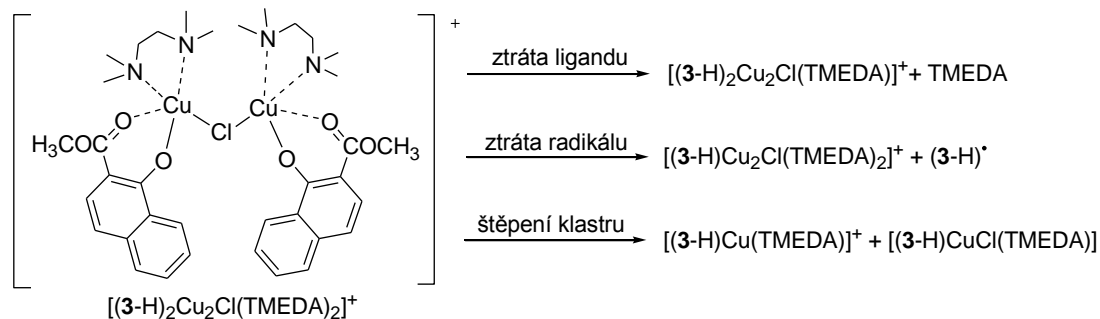 +
N N N N
Cu Cu
O Cl O
CH3OC COCH3
O O
ztráta ligandu
[(3-H)2Cu2Cl(TMEDA)]+ + TMEDA
ztráta radikálu
[(3-H)Cu2Cl(TMEDA)2]+ + (3-H)•
štěpení klastru
[(3-H)Cu(TMEDA)]+ + [(3-H)CuCl(TMEDA)]
[(3-H)2Cu2Cl(TMEDA)2]+